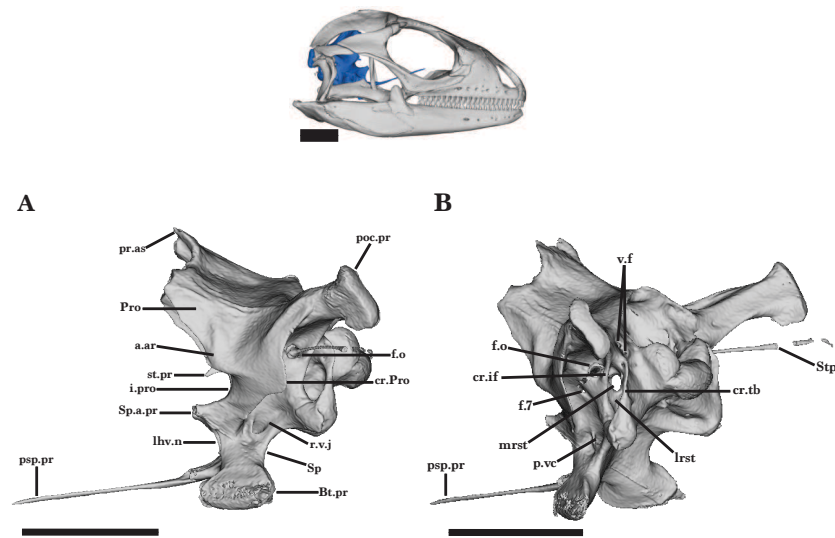 A
B
pr.as
poc.pr
v.f
Pro
a.ar
f.o
Stp
st.pr
f.o
cr.if
cr.Pro
i.pro
cr.tb
f.7
Sp.a.pr
mrst
lrst
lhv.n
r.v.j
p.vc
Sp
psp.pr
psp.pr
Bt.pr